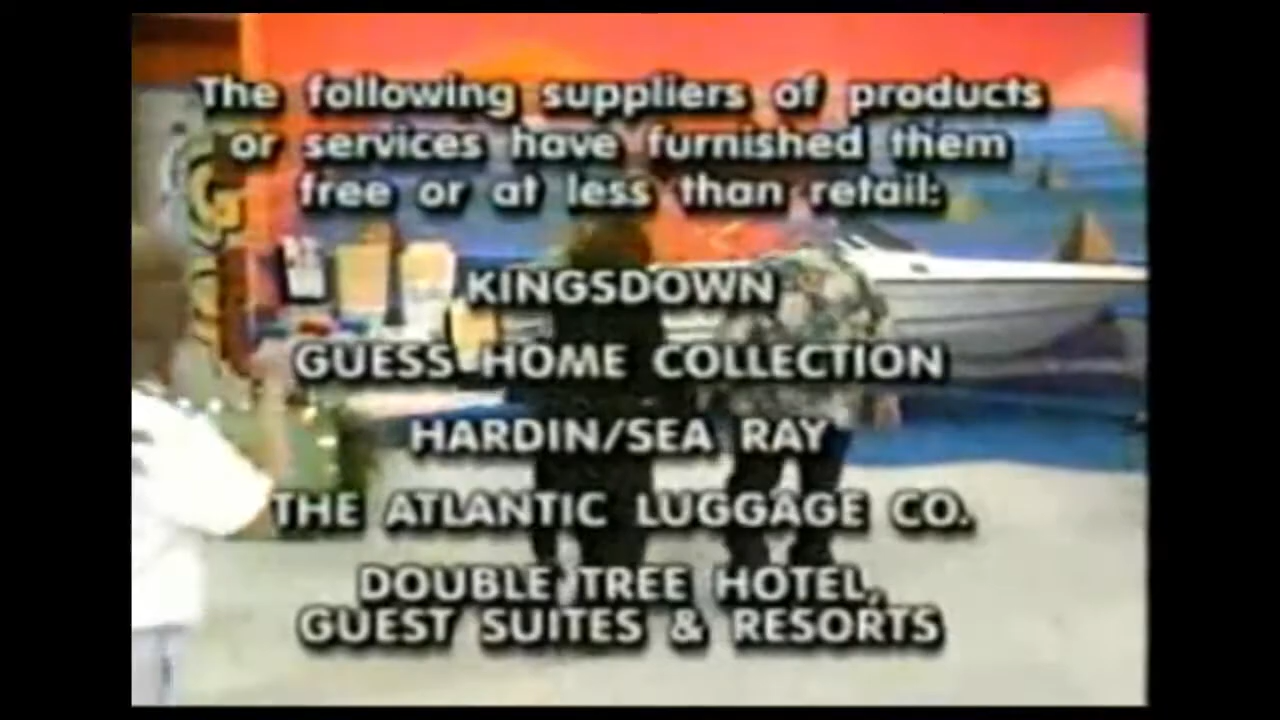 The following suppliers of products
or services have furnished them
free or at less than retail:
KINGSDOWN
GUESS HOME COLLECTION
HARDIN/SEA RAY
THE ATLANTIC LUGGAGE CO.
DOUBLE TREE HOTEL,
GUEST SUITES & RESORTS